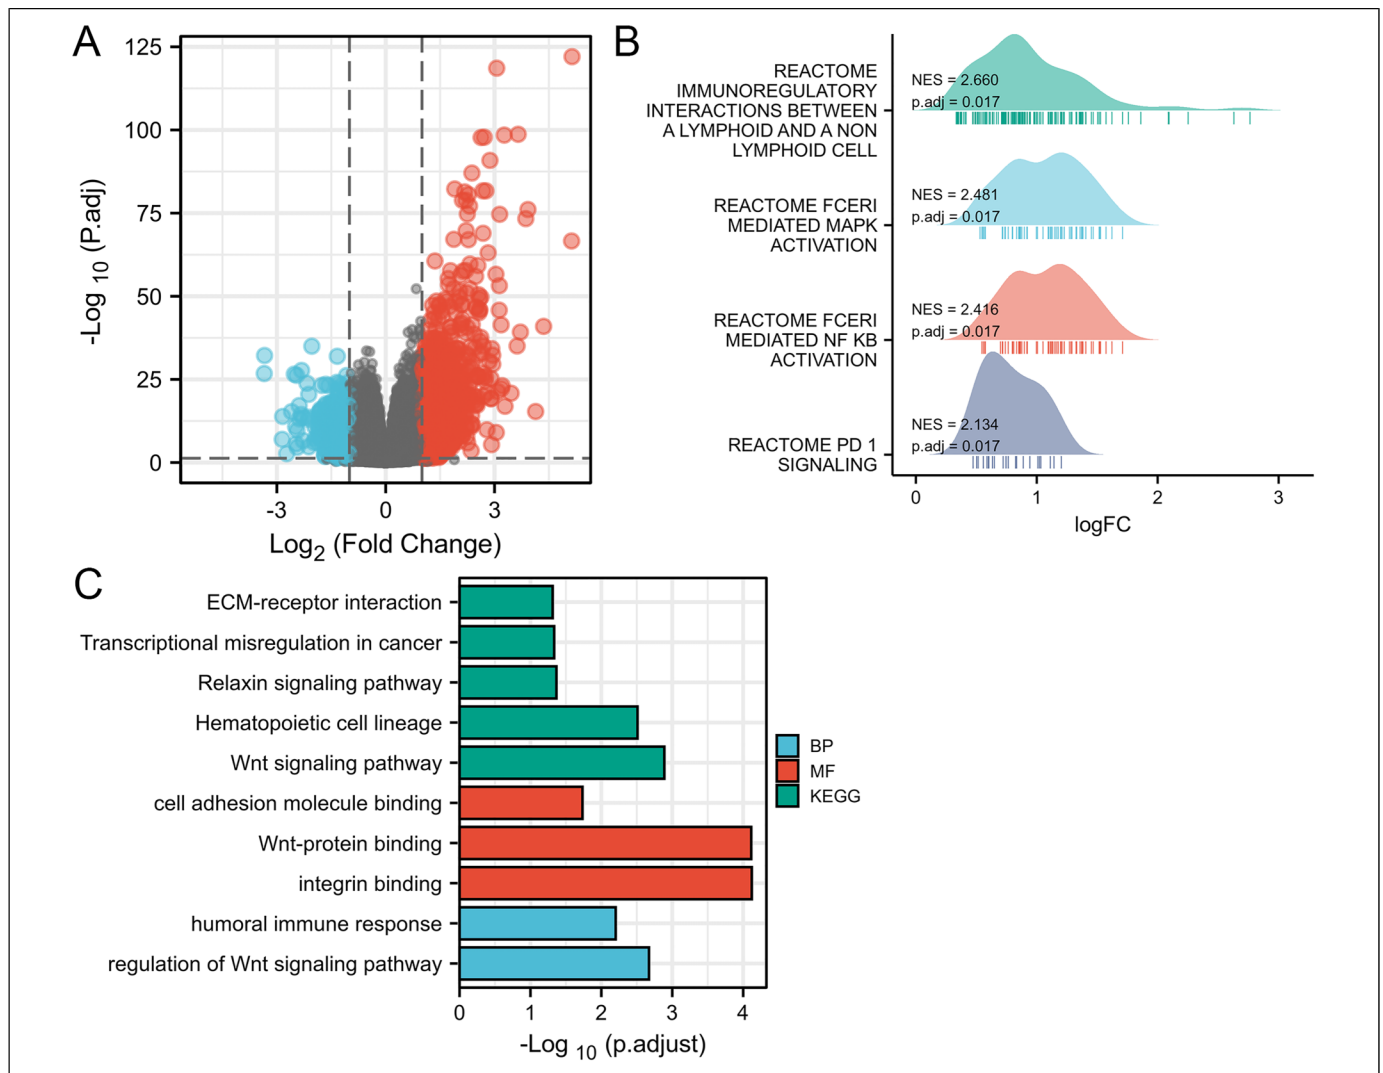 A
125
100
75
50
25
0
-Log 10 (P.adj)
-3
0
3
Log2 (Fold Change)
B
REACTOME
IMMUNOREGULATORY
INTERACTIONS BETWEEN
A LYMPHOID AND A NON
LYMPHOID CELL
NES = 2.660
p.adj = 0.017
REACTOME FCERI
MEDIATED MAPK
ACTIVATION
NES = 2.481
p.adj = 0.017
REACTOME FCERI
MEDIATED NF KB
ACTIVATION
NES = 2.416
p.adj = 0.017
REACTOME PD 1
SIGNALING
NES = 2.134
p.adj = 0.017
0
1
2
3
logFC
C
ECM-receptor interaction
Transcriptional misregulation in cancer
Relaxin signaling pathway
Hematopoietic cell lineage
Wnt signaling pathway
cell adhesion molecule binding
Wnt-protein binding
integrin binding
humoral immune response
regulation of Wnt signaling pathway
0
1
2
3
4
-Log 10 (p.adjust)
BP
MF
KEGG